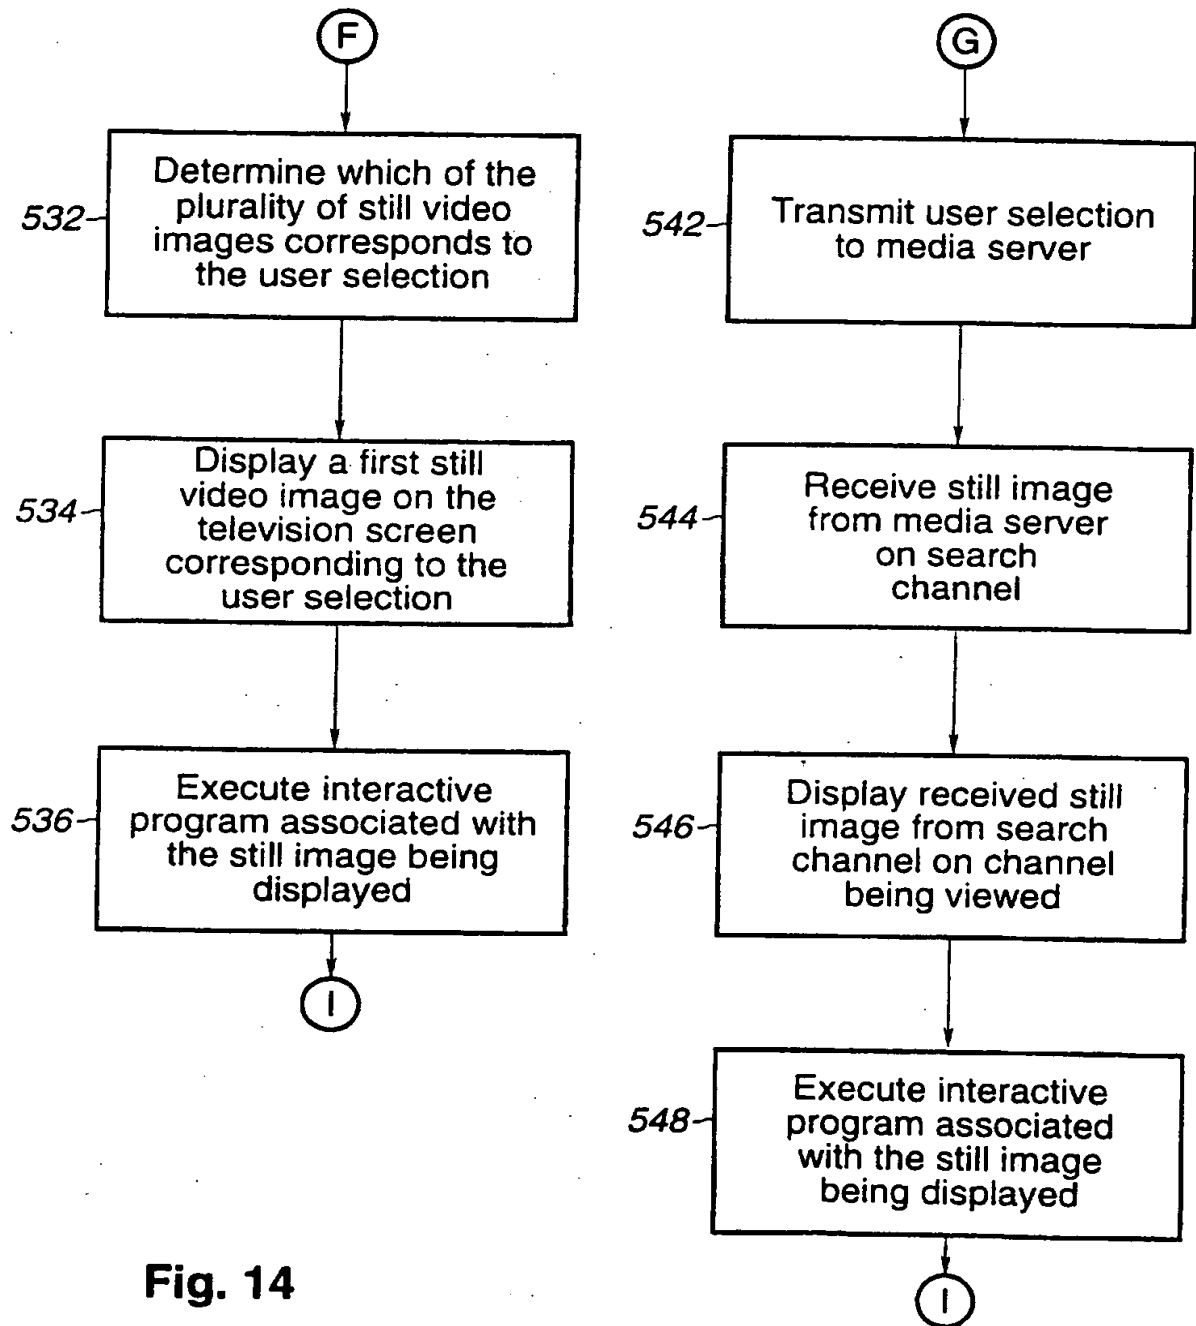 F
532
Determine which of the
plurality of still video
images corresponds to
the user selection
534
Display a first still
video image on the
television screen
corresponding to the
user selection
536
Execute interactive
program associated with
the still image being
displayed
I
G
542
Transmit user selection
to media server
544
Receive still image
from media server
on search
channel
546
Display received still
image from search
channel on channel
being viewed
548
Execute interactive
program associated
with the still image
being displayed
I
Fig. 14